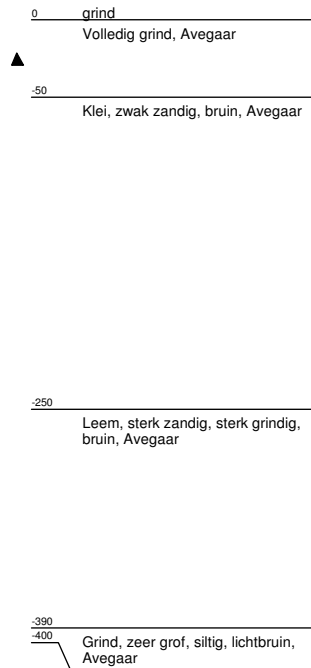 0 grind
Volledig grind, Avegaar
-50
Klei, zwak zandig, bruin, Avegaar
-250
Leem, sterk zandig, sterk grindig,
bruin, Avegaar
-390
-400
Grind, zeer grof, siltig, lichtbruin,
Avegaar